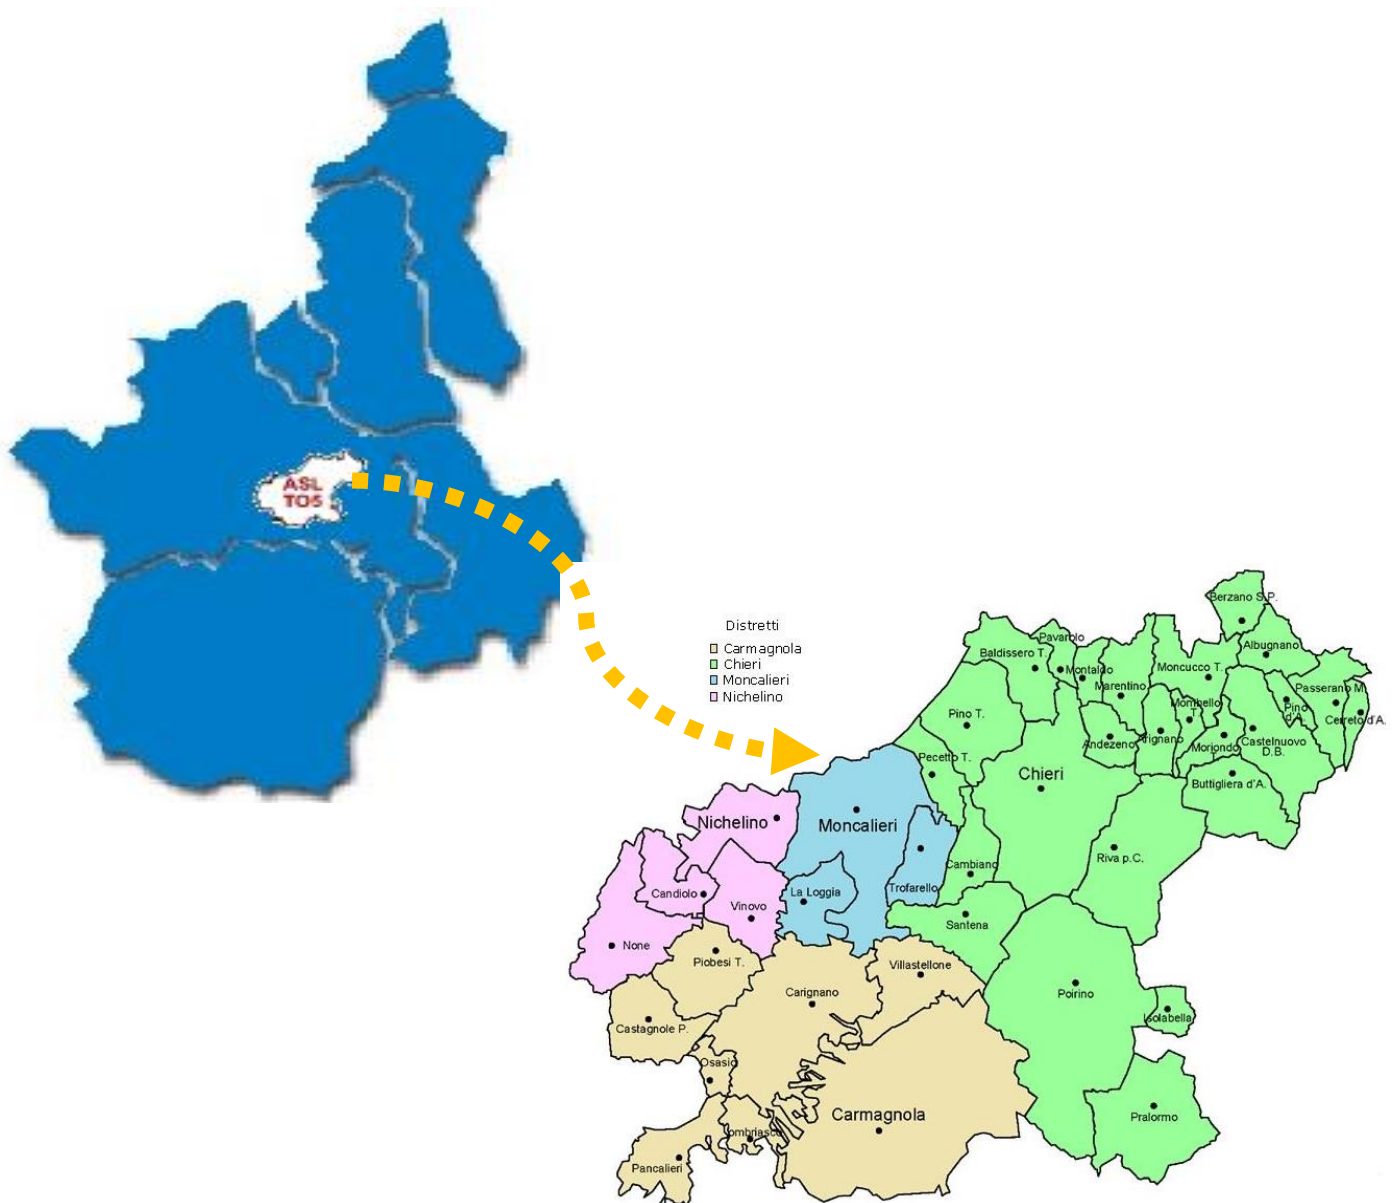 ASL
TO5
Distretti
Carmagnola
Chieri
Moncalieri
Nichelino
Berzano S.P.
Pavarolo
Albugnano
Baldissero T.
Montaldo
Moncucco T.
Marentino
Passerano M.
Mombello
T.
Pino
d'A.
Cerreto d'A.
Pino T.
Andezeno
Arignano
Moriondo
Castelnuovo
D.B.
Pecetto T.
Chieri
Buttigliera d'A.
Nichelino
Moncalieri
Riva p.C.
Cambiano
Candiolo
La Loggia
Trofarello
Vinovo
Santena
None
Piobesi T.
Villastellone
Carignano
Poirino
Isolabella
Castagnole P.
Osasio
Carmagnola
Pralormo
Lombriasco
Pancalieri